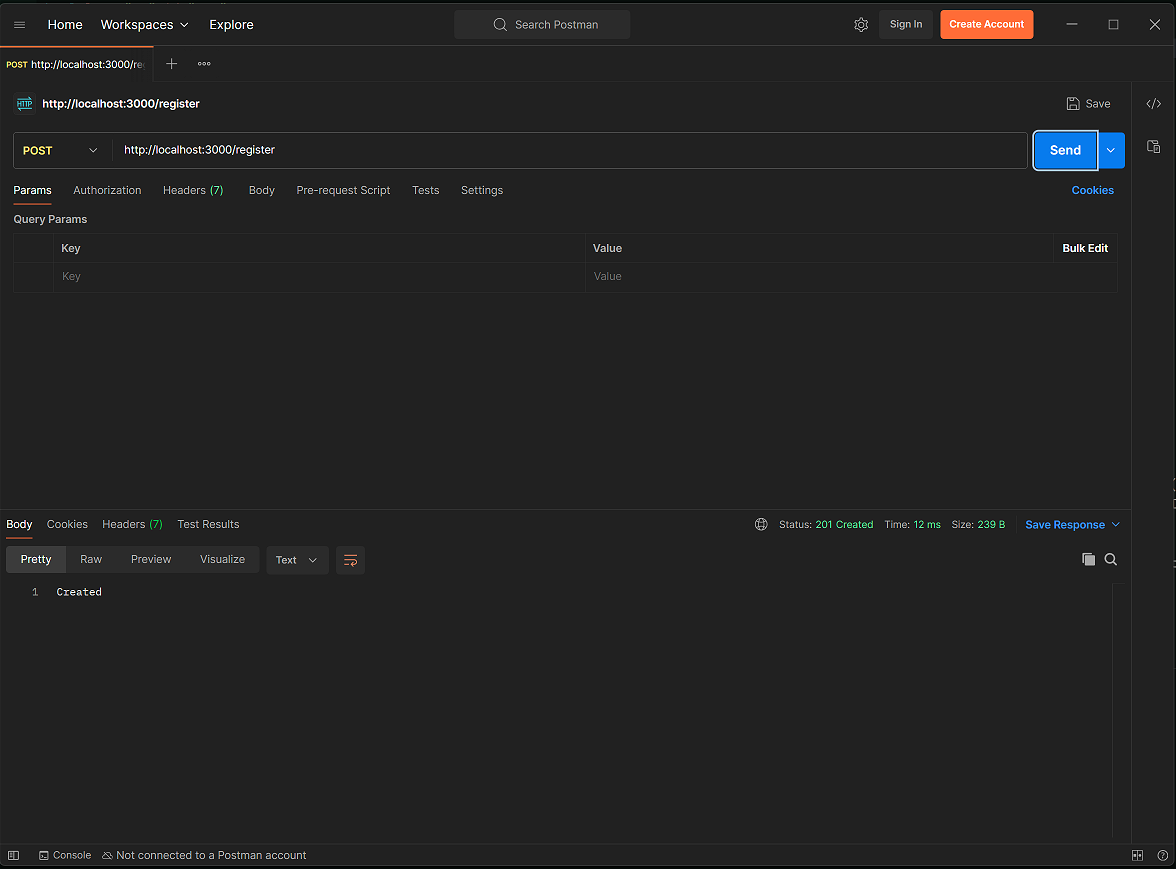 Home Workspaces Explore Search Postman Sign In Create Account
POST http://localhost:3000/re
HTTP http://localhost:3000/register Save </>
POST http://localhost:3000/register Send
Params Authorization Headers (7) Body Pre-request Script Tests Settings Cookies
Query Params
Key Value Bulk Edit
Key Value
Body Cookies Headers (7) Test Results Status: 201 Created Time: 12 ms Size: 239 B Save Response
Pretty Raw Preview Visualize Text
1 Created
Console Not connected to a Postman account